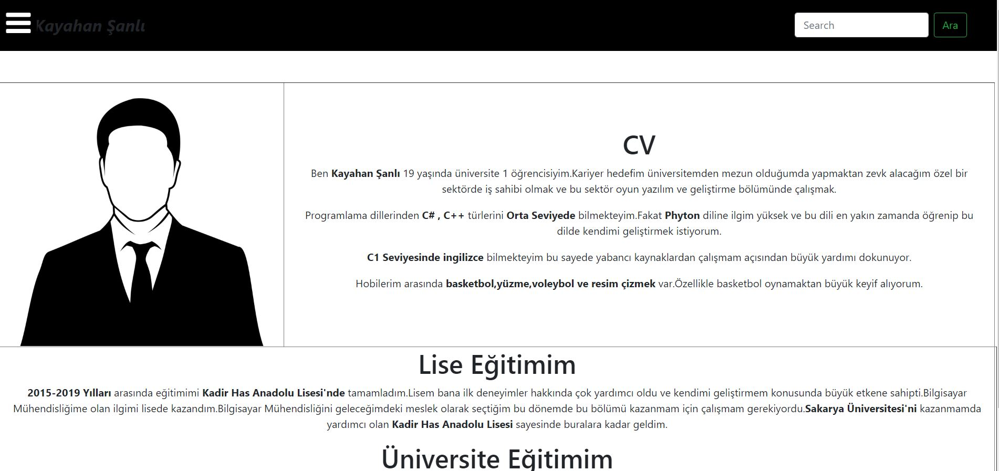 Kayahan Şanlı
Search
Ara
CV
Ben Kayahan Şanlı 19 yaşında üniversite 1 öğrencisiyim.Kariyer hedefim üniversitemden mezun olduğumda yapmaktan zevk alacağım özel bir
sektörde iş sahibi olmak ve bu sektör oyun yazılım ve geliştirme bölümünde çalışmak.
Programlama dillerinden C# , C++ türlerini Orta Seviyede bilmekteyim.Fakat Phyton diline ilgim yüksek ve bu dili en yakın zamanda öğrenip bu
dilde kendimi geliştirmek istiyorum.
C1 Seviyesinde ingilizce bilmekteyim bu sayede yabancı kaynaklardan çalışmam açısından büyük yardımı dokunuyor.
Hobilerim arasında basketbol,yüzme,voleybol ve resim çizmek var.Özellikle basketbol oynamaktan büyük keyif alıyorum.
Lise Eğitimim
2015-2019 Yılları arasında eğitimimi Kadir Has Anadolu Lisesi'nde tamamladım.Lisem bana ilk deneyimler hakkında çok yardımcı oldu ve kendimi geliştirmem konusunda büyük etkene sahipti.Bilgisayar
Mühendisliğime olan ilgimi lisede kazandım.Bilgisayar Mühendisliğini geleceğimdeki meslek olarak seçtiğim bu dönemde bu bölümü kazanmam için çalışmam gerekiyordu.Sakarya Üniversitesi'ni kazanmamda
yardımcı olan Kadir Has Anadolu Lisesi sayesinde buralara kadar geldim.
Üniversite Eğitimim